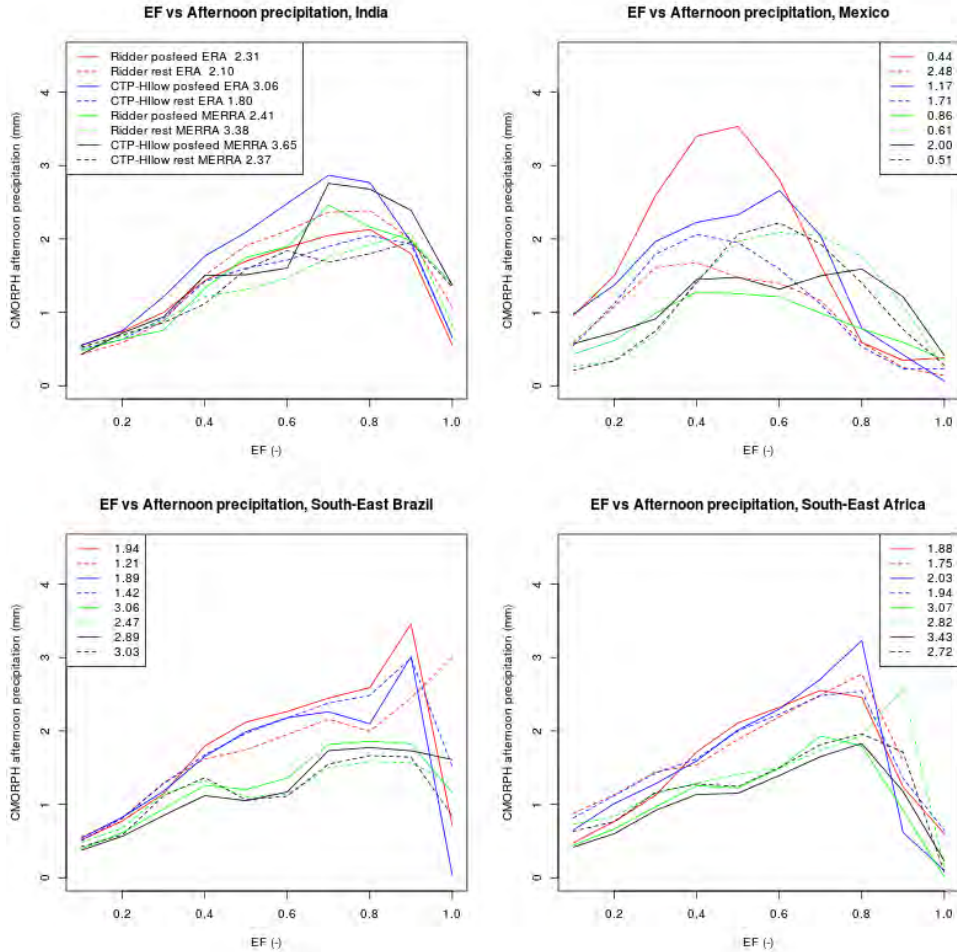 EF vs Afternoon precipitation, India
CMORPH afternoon precipitation (mm)
0 1 2 3 4
Ridder posfeed ERA 2.31
Ridder rest ERA 2.10
CTP-HIlow posfeed ERA 3.06
CTP-HIlow rest ERA 1.80
Ridder posfeed MERRA 2.41
Ridder rest MERRA 3.38
CTP-HIlow posfeed MERRA 3.65
CTP-HIlow rest MERRA 2.37
0.2 0.4 0.6 0.8 1.0
EF (-)
EF vs Afternoon precipitation, Mexico
CMORPH afternoon precipitation (mm)
0 1 2 3 4
0.44
2.48
1.17
1.71
0.86
0.61
2.00
0.51
0.2 0.4 0.6 0.8 1.0
EF (-)
EF vs Afternoon precipitation, South-East Brazil
CMORPH afternoon precipitation (mm)
0 1 2 3 4
1.94
1.21
1.89
1.42
3.06
2.47
2.89
3.03
0.2 0.4 0.6 0.8 1.0
EF (-)
EF vs Afternoon precipitation, South-East Africa
CMORPH afternoon precipitation (mm)
0 1 2 3 4
1.88
1.75
2.03
1.94
3.07
2.82
3.43
2.72
0.2 0.4 0.6 0.8 1.0
EF (-)